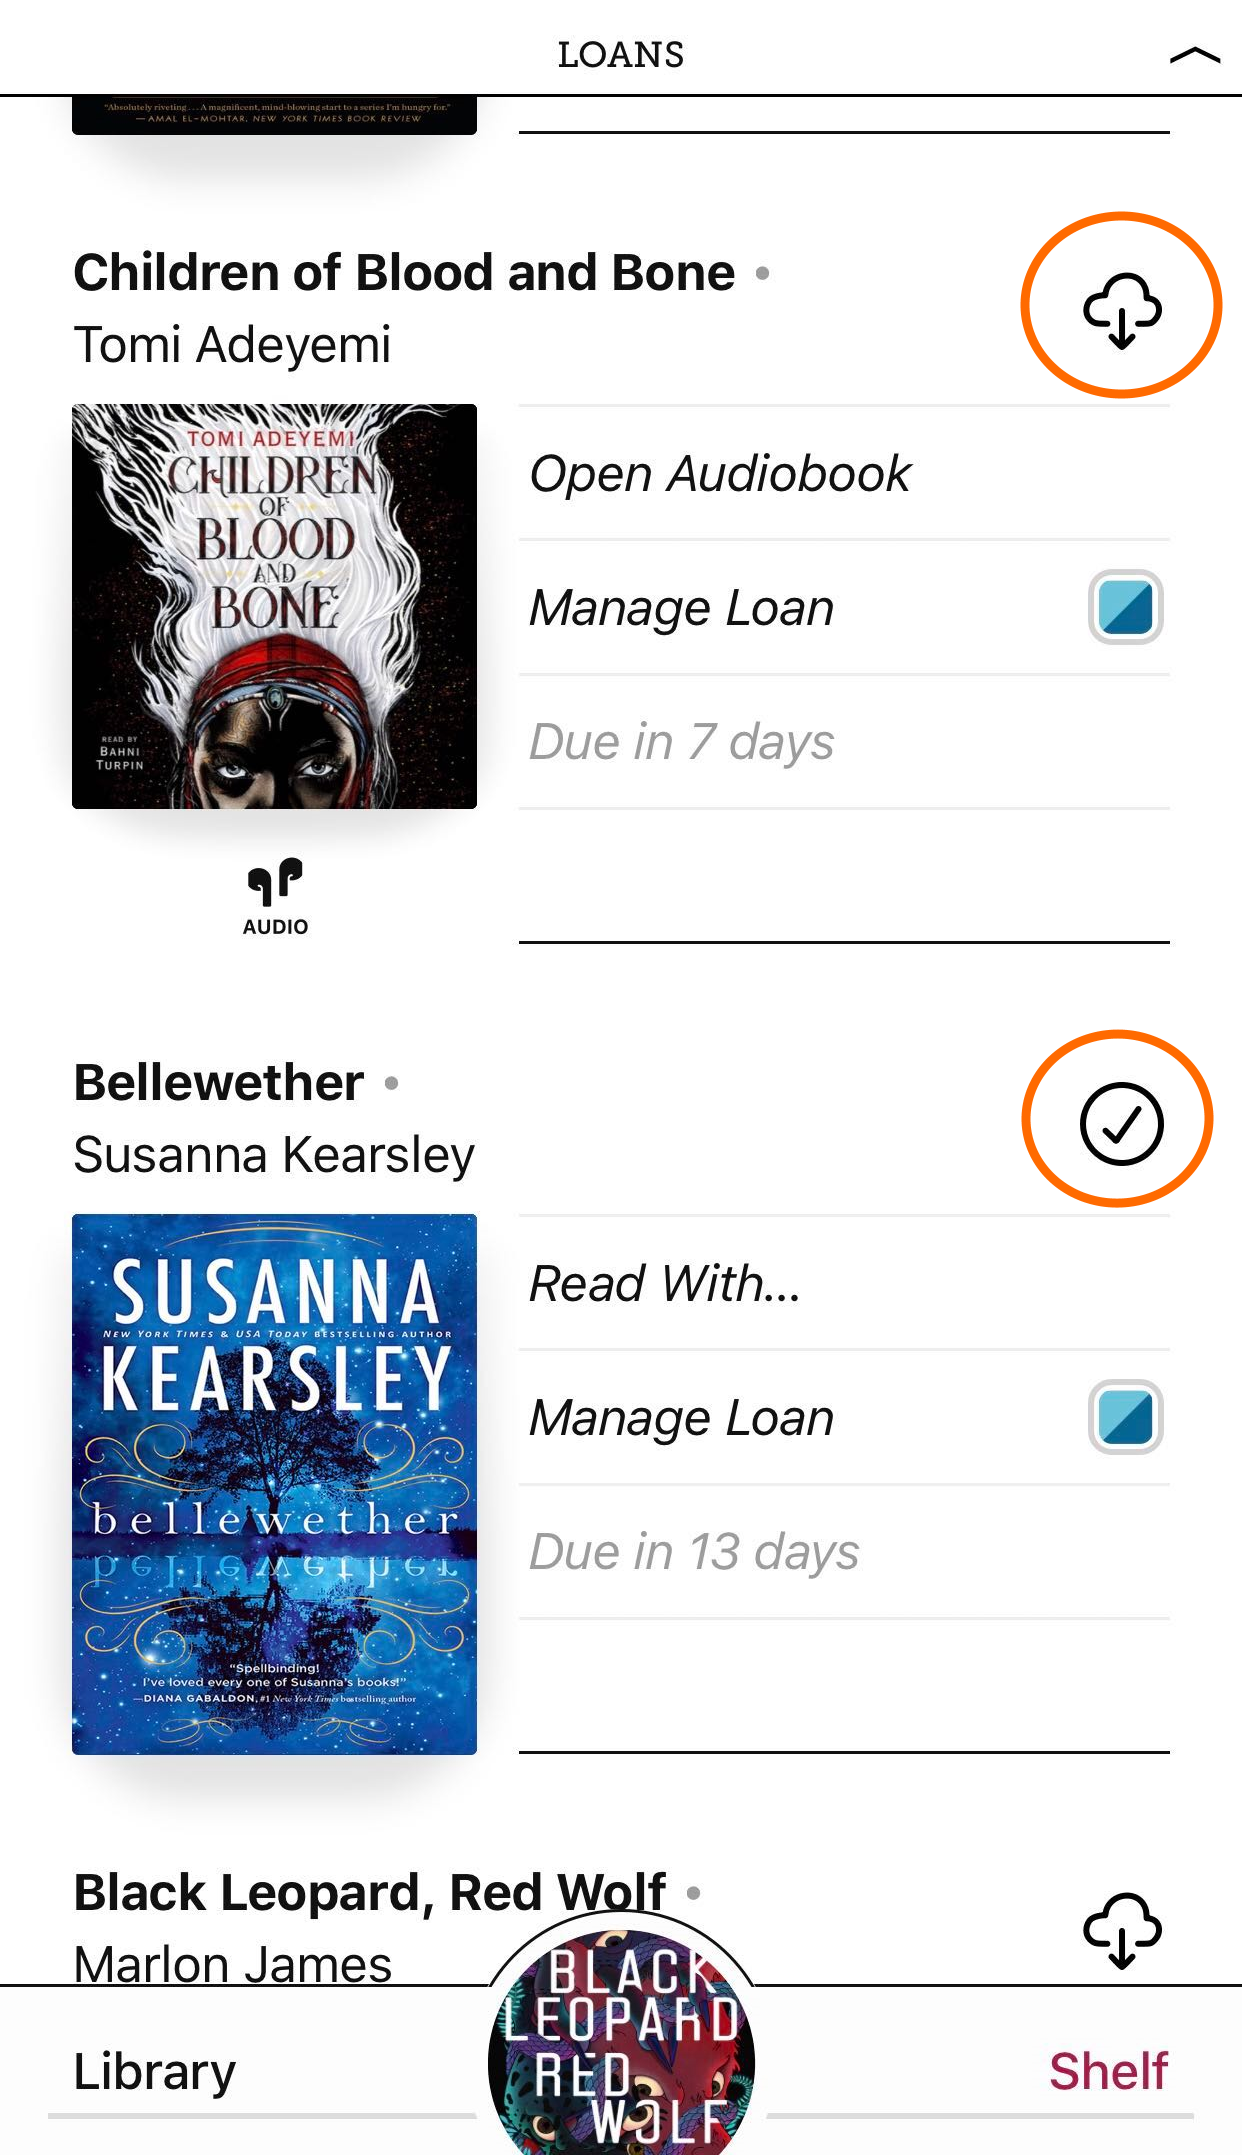 LOANS
"Absolutely riveting . . . A magnificent, mind-blowing start to a series I'm hungry for."
— AMAL EL-MOHTAR, NEW YORK TIMES BOOK REVIEW
Children of Blood and Bone •
Tomi Adeyemi
TOMI ADEYEMI
CHILDREN
OF
BLOOD
AND
BONE
READ BY
BAHNI
TURPIN
Open Audiobook
Manage Loan
Due in 7 days
AUDIO
Bellewether •
Susanna Kearsley
SUSANNA
NEW YORK TIMES & USA TODAY BESTSELLING AUTHOR
KEARSLEY
bellewether
bellewether
"Spellbinding!
I've loved every one of Susanna's books!"
—DIANA GABALDON, #1 New York Times bestselling author
Read With...
Manage Loan
Due in 13 days
Black Leopard, Red Wolf •
Marlon James
BLACK
LEOPARD
RED
WOLF
Library
Shelf